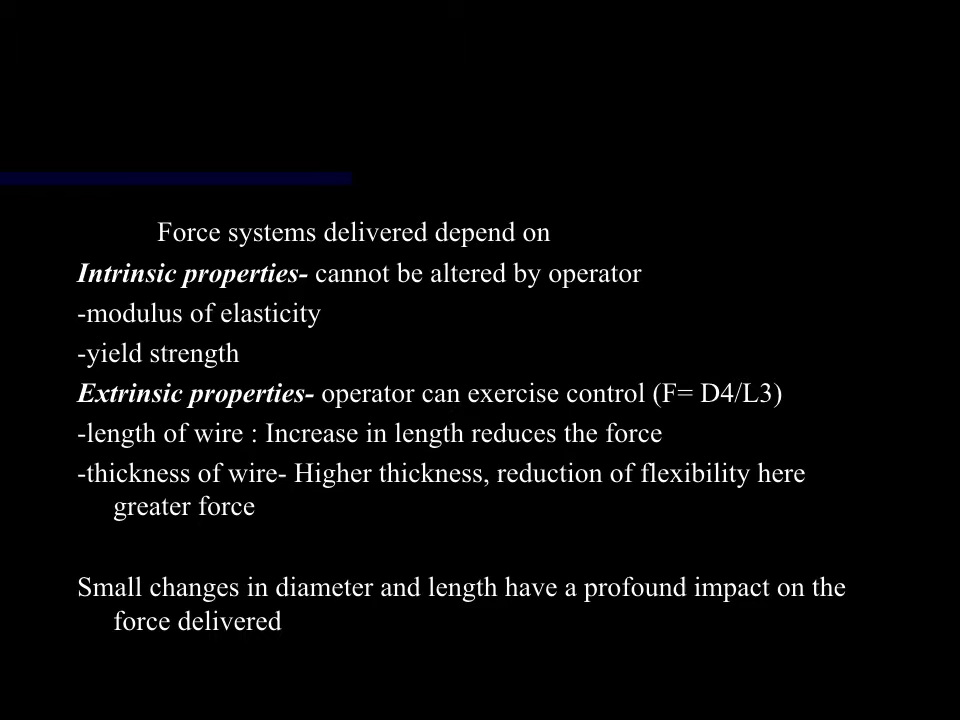 Force systems delivered depend on
Intrinsic properties- cannot be altered by operator
-modulus of elasticity
-yield strength
Extrinsic properties- operator can exercise control (F= D4/L3)
-length of wire : Increase in length reduces the force
-thickness of wire- Higher thickness, reduction of flexibility here
greater force
Small changes in diameter and length have a profound impact on the
force delivered